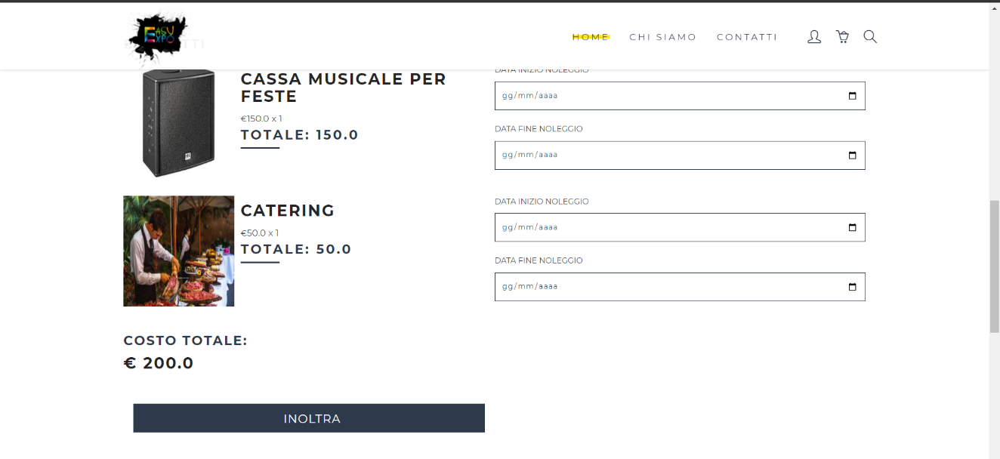 EASY
EXPO
HOME
CHI SIAMO
CONTATTI
CASSA MUSICALE PER
FESTE
€150.0 x 1
TOTALE: 150.0
DATA INIZIO NOLEGGIO
gg/mm/aaaa
DATA FINE NOLEGGIO
gg/mm/aaaa
CATERING
€50.0 x 1
TOTALE: 50.0
DATA INIZIO NOLEGGIO
gg/mm/aaaa
DATA FINE NOLEGGIO
gg/mm/aaaa
COSTO TOTALE:
€ 200.0
INOLTRA